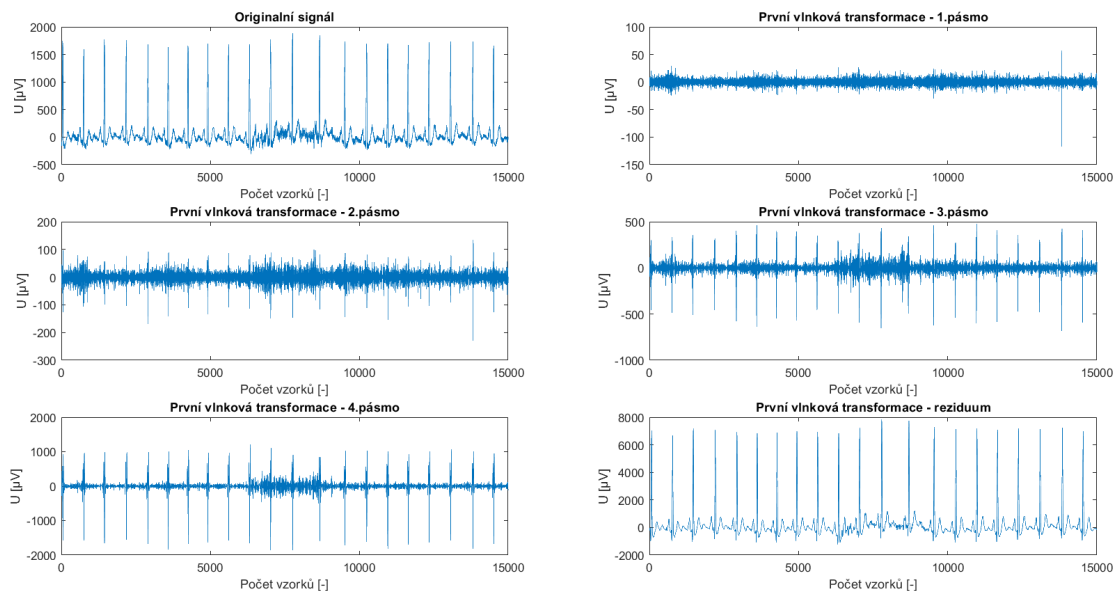 Originalní signál
U [µV]
2000
1500
1000
500
0
-500
0 5000 10000 15000
Počet vzorků [-]
První vlnková transformace - 1.pásmo
U [µV]
100
50
0
-50
-100
-150
0 5000 10000 15000
Počet vzorků [-]
První vlnková transformace - 2.pásmo
U [µV]
200
100
0
-100
-200
-300
0 5000 10000 15000
Počet vzorků [-]
První vlnková transformace - 3.pásmo
U [µV]
500
0
-500
-1000
0 5000 10000 15000
Počet vzorků [-]
První vlnková transformace - 4.pásmo
U [µV]
2000
1000
0
-1000
-2000
0 5000 10000 15000
Počet vzorků [-]
První vlnková transformace - reziduum
U [µV]
8000
6000
4000
2000
0
-2000
0 5000 10000 15000
Počet vzorků [-]